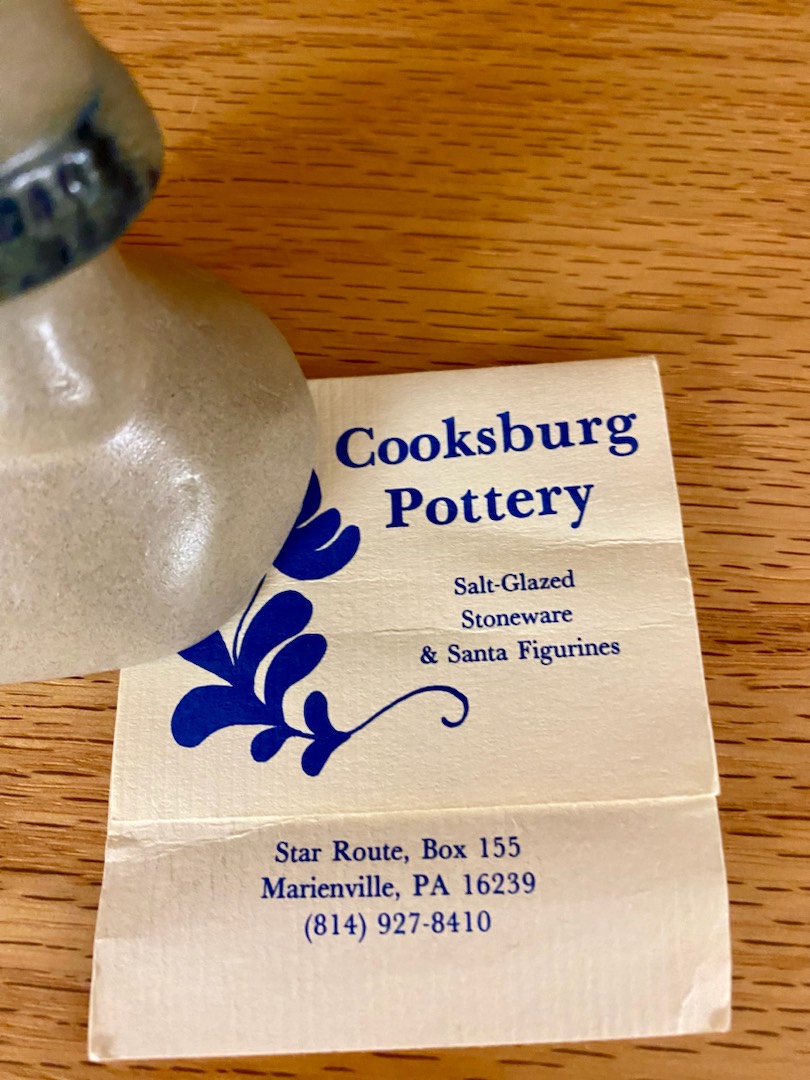 Cooksburg
Pottery
Salt-Glazed
Stoneware
& Santa Figurines
Star Route, Box 155
Marienville, PA 16239
(814) 927-8410